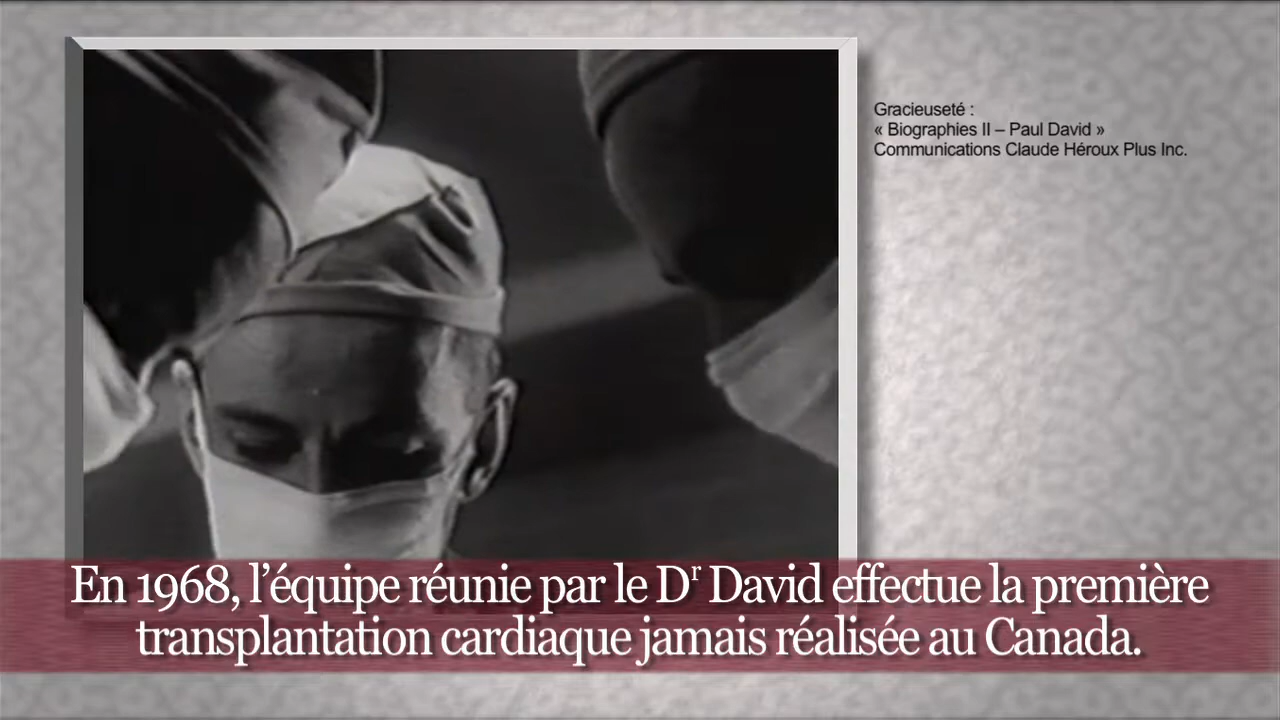 Gracieuseté :
« Biographies II – Paul David »
Communications Claude Héroux Plus Inc.
En 1968, l’équipe réunie par le Dr David effectue la première
transplantation cardiaque jamais réalisée au Canada.